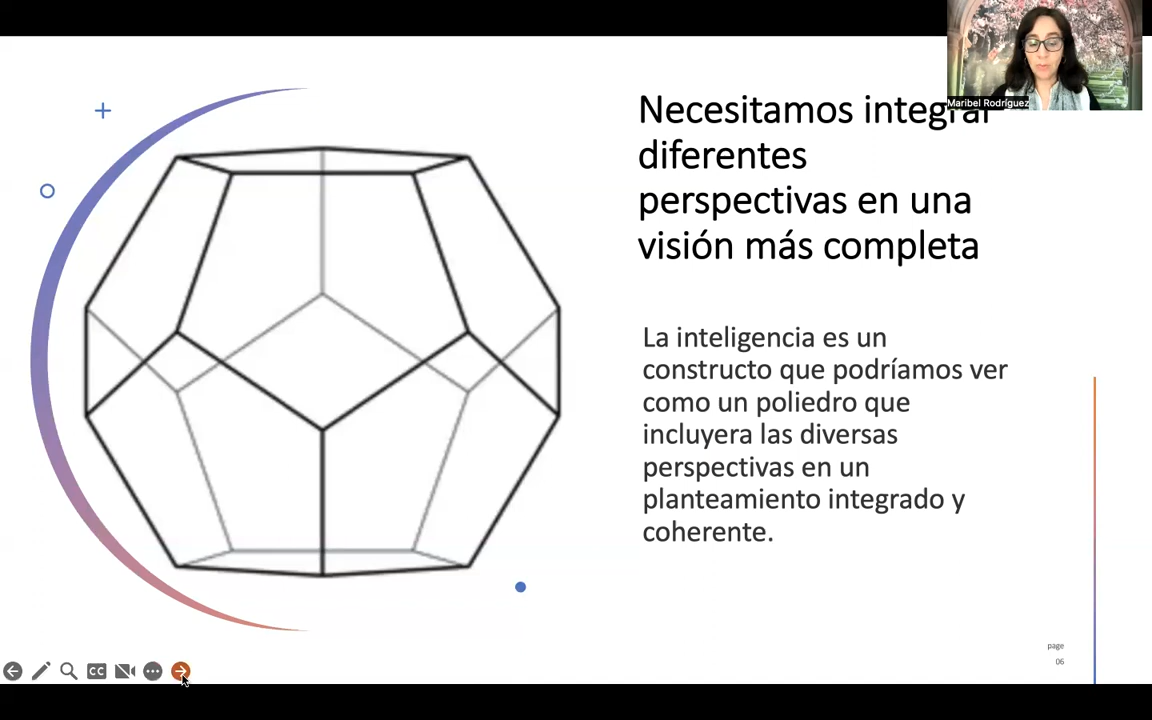 Maribel Rodríguez
Necesitamos integrar
diferentes
perspectivas en una
visión más completa
La inteligencia es un
constructo que podríamos ver
como un poliedro que
incluyera las diversas
perspectivas en un
planteamiento integrado y
coherente.
page
06
CC